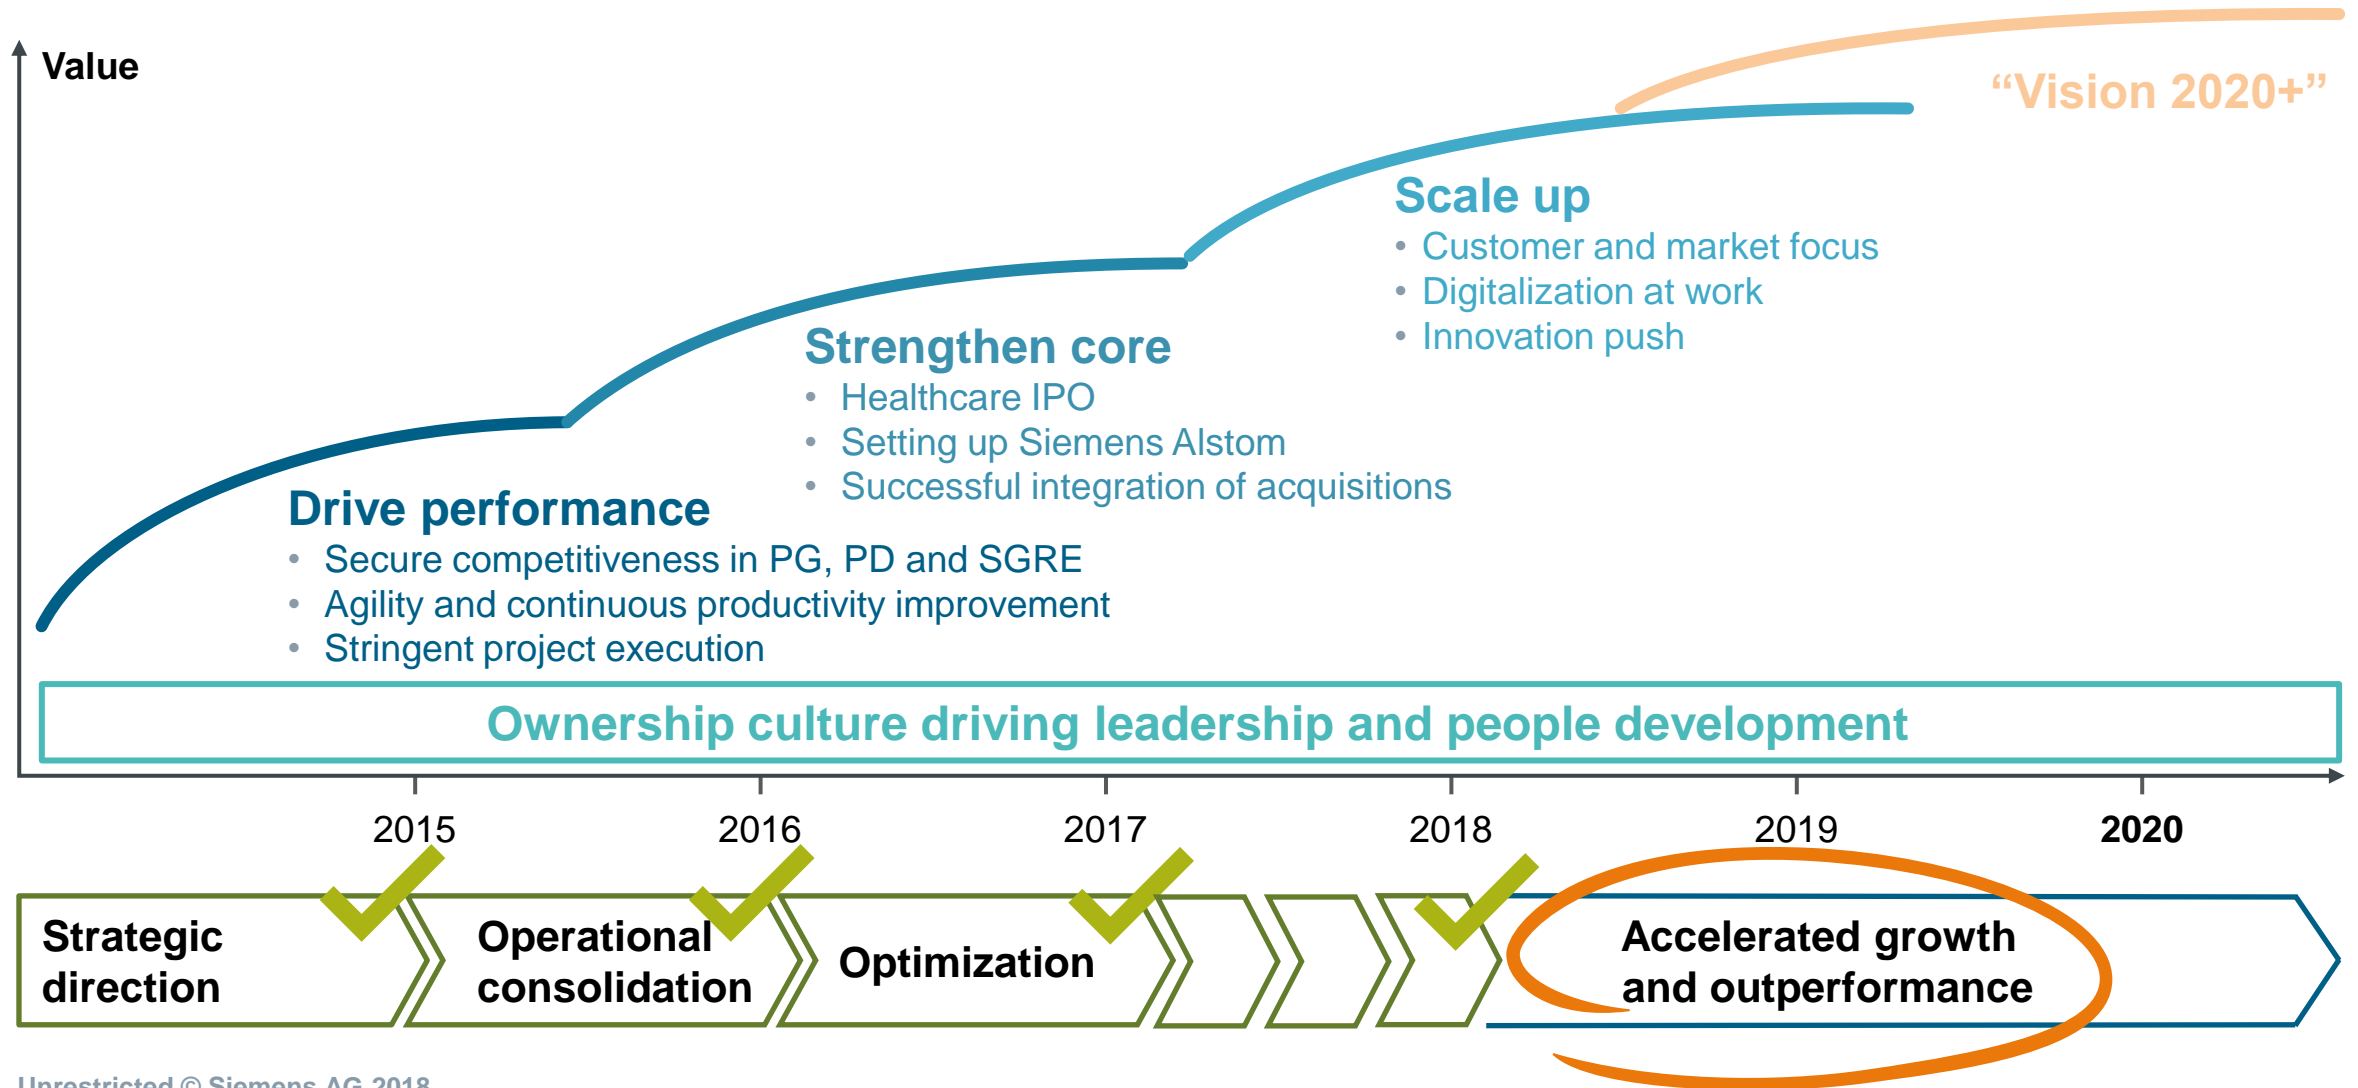 Value
“Vision 2020+”
Scale up
• Customer and market focus
• Digitalization at work
• Innovation push
Strengthen core
• Healthcare IPO
• Setting up Siemens Alstom
• Successful integration of acquisitions
Drive performance
• Secure competitiveness in PG, PD and SGRE
• Agility and continuous productivity improvement
• Stringent project execution
Ownership culture driving leadership and people development
2015 2016 2017 2018 2019 2020
Strategic
direction
Operational
consolidation
Optimization
Accelerated growth
and outperformance
Unrestricted © Siemens AG 2018